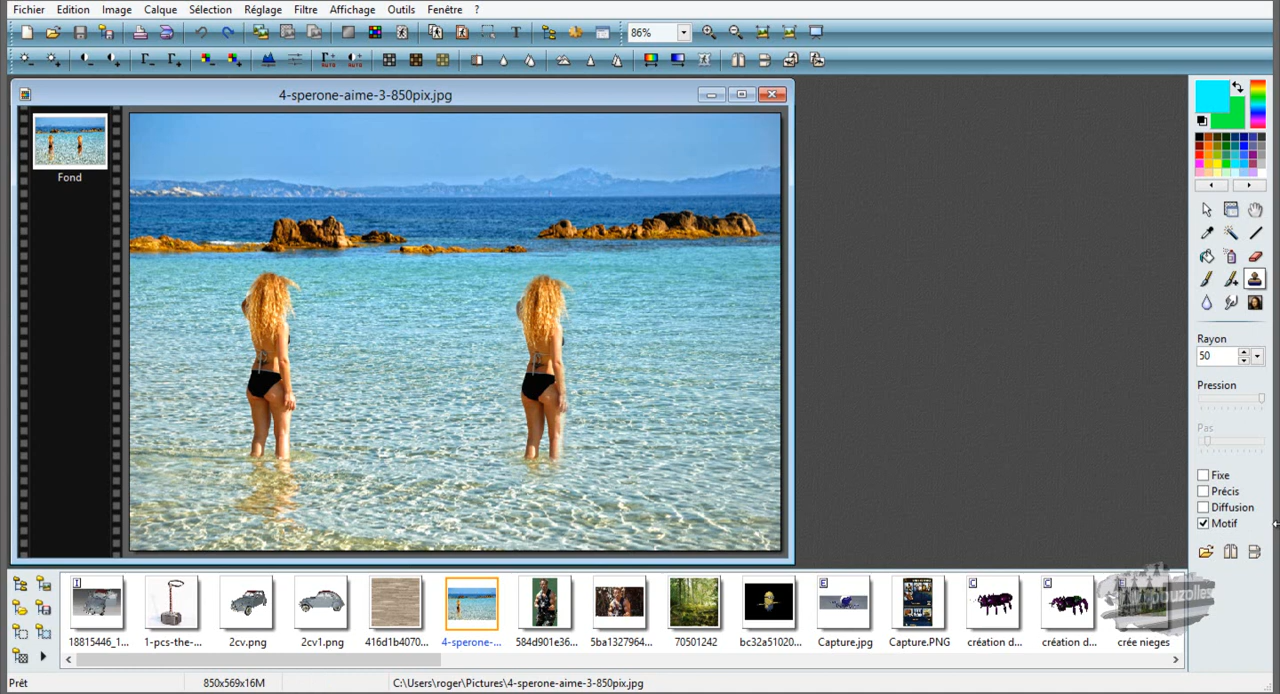 Fichier Edition Image Calque Sélection Réglage Filtre Affichage Outils Fenêtre ?
T 86%
AUTO AUTO
4-sperone-aime-3-850pix.jpg
Fond
Rayon
50
Pression
Pas
Fixe
Précis
Diffusion
Motif
I E C C E
18815446_1... 1-pcs-the-... 2cv.png 2cv1.png 416d1b4070... 4-sperone-... 584d901e36... 5ba1327964... 70501242 bc32a51020... Capture.jpg Capture.PNG création d... création d... crée nieges
Prêt 850x569x16M C:\Users\roger\Pictures\4-sperone-aime-3-850pix.jpg